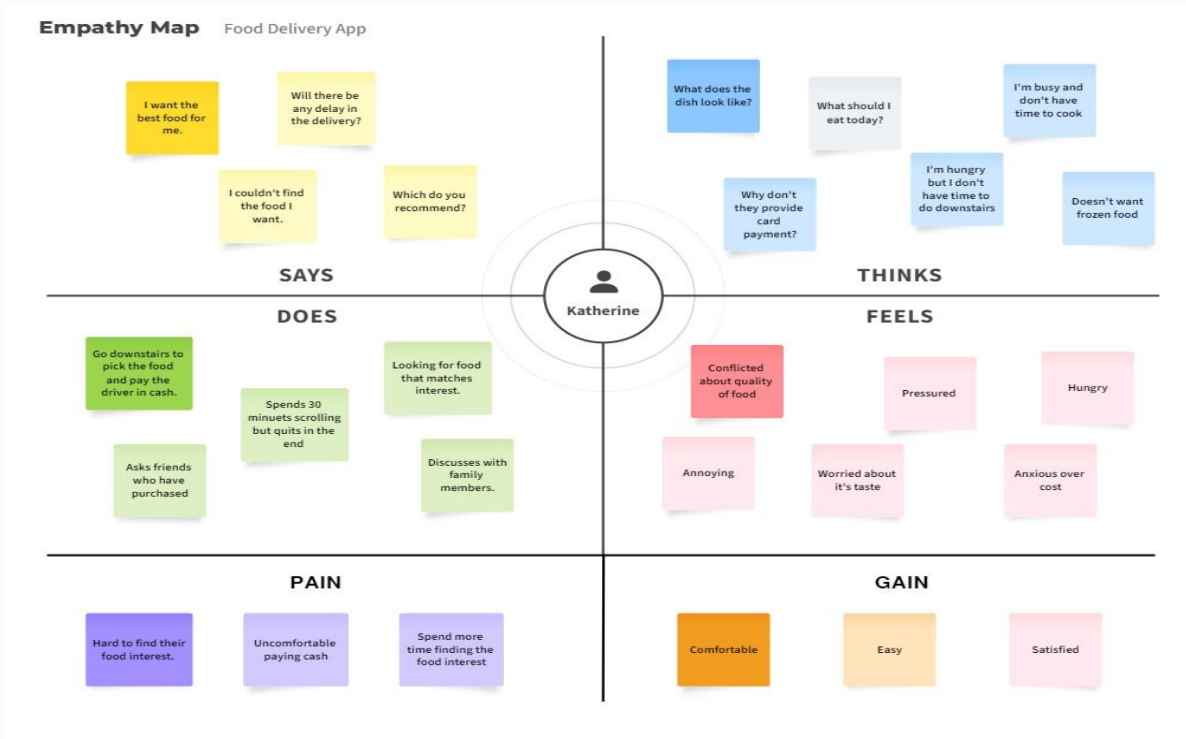 Empathy Map Food Delivery App
I want the
best food for
me.
Will there be
any delay in
the delivery?
I couldn't find
the food I
want.
Which do you
recommend?
SAYS
What does the
dish look like?
What should I
eat today?
I'm busy and
don't have
time to cook
Why don't
they provide
card
payment?
I'm hungry
but I don't
have time to
do downstairs
Doesn't want
frozen food
THINKS
Katherine
DOES
Go downstairs to
pick the food
and pay the
driver in cash.
Spends 30
minuets scrolling
but quits in the
end
Looking for food
that matches
interest.
Asks friends
who have
purchased
Discusses with
family
members.
FEELS
Conflicted
about quality
of food
Pressured
Hungry
Annoying
Worried about
it's taste
Anxious over
cost
PAIN
Hard to find their
food interest.
Uncomfortable
paying cash
Spend more
time finding the
food interest
GAIN
Comfortable
Easy
Satisfied